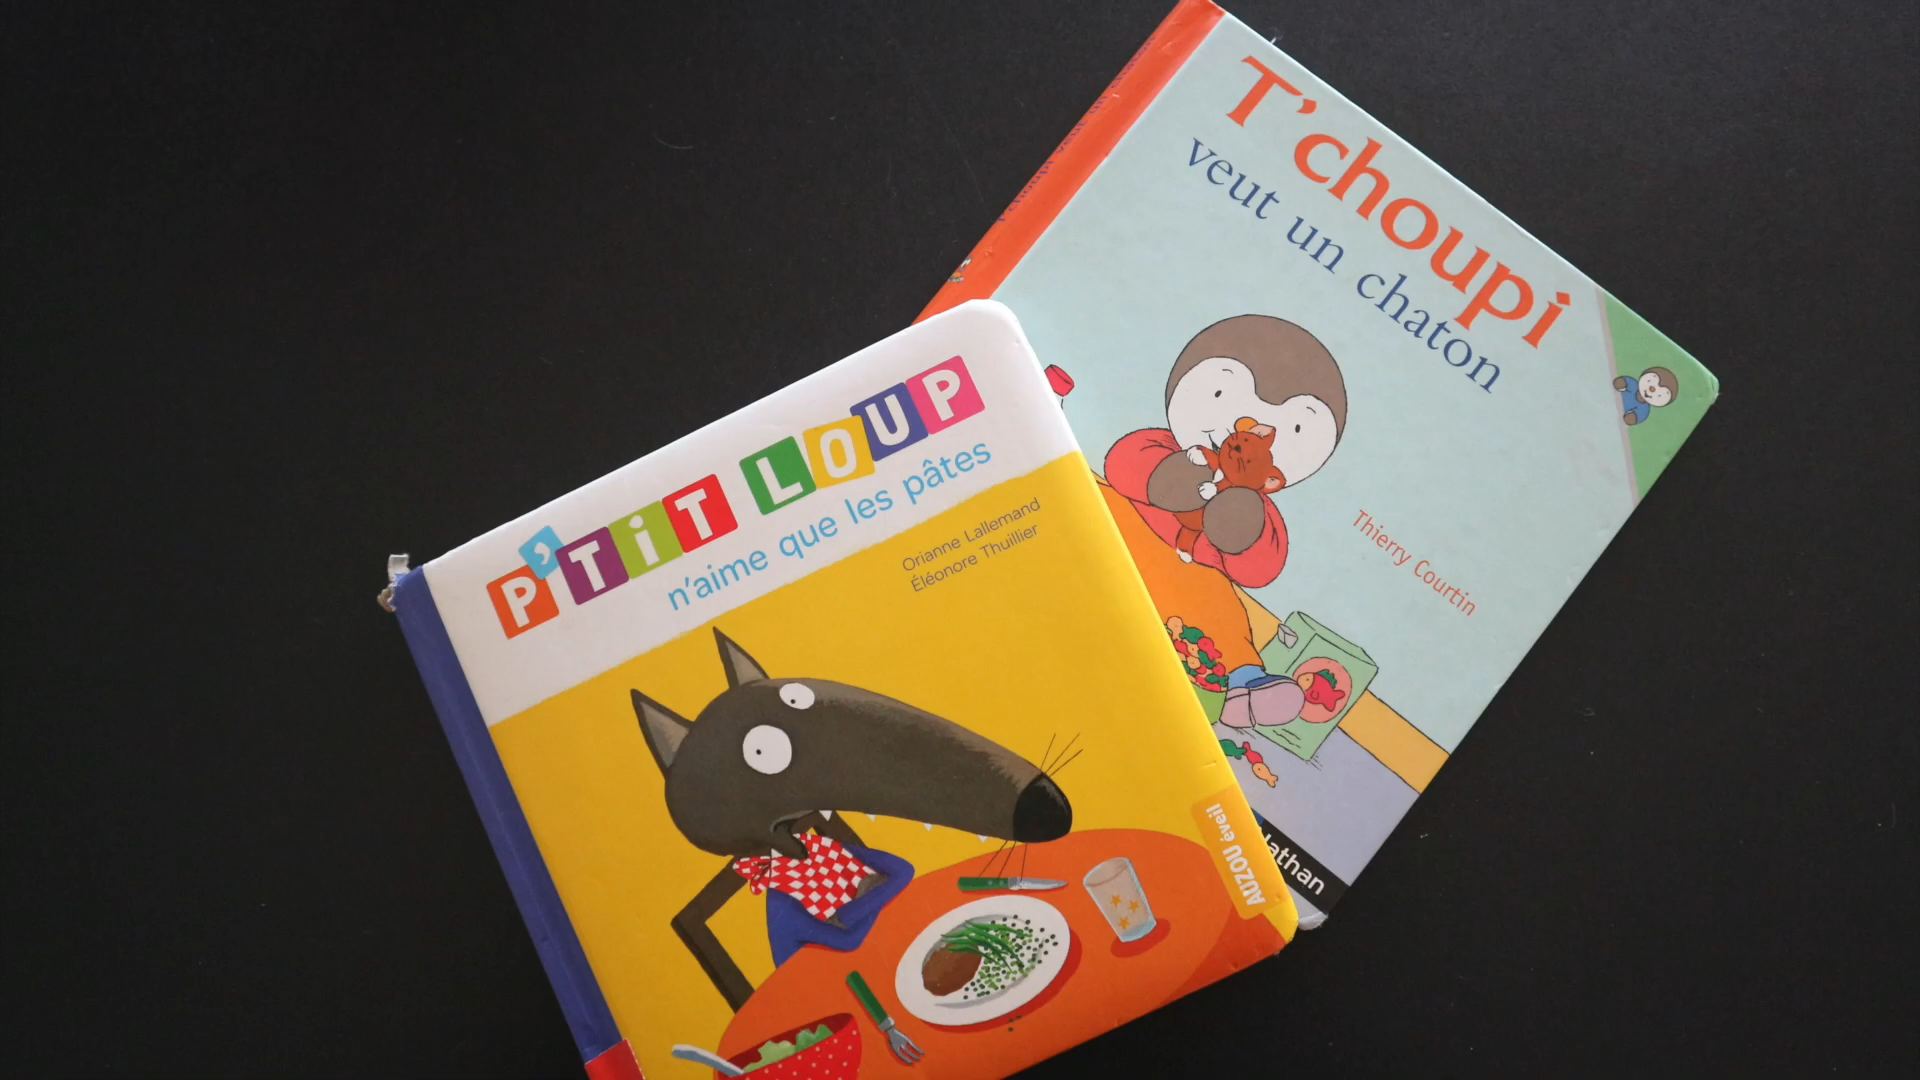 T'choupi
veut un chaton
Thierry Courtin
Nathan
P'TiT LOUP
n'aime que les pâtes
Orianne Lallemand
Éléonore Thuillier
AUZOU éveil